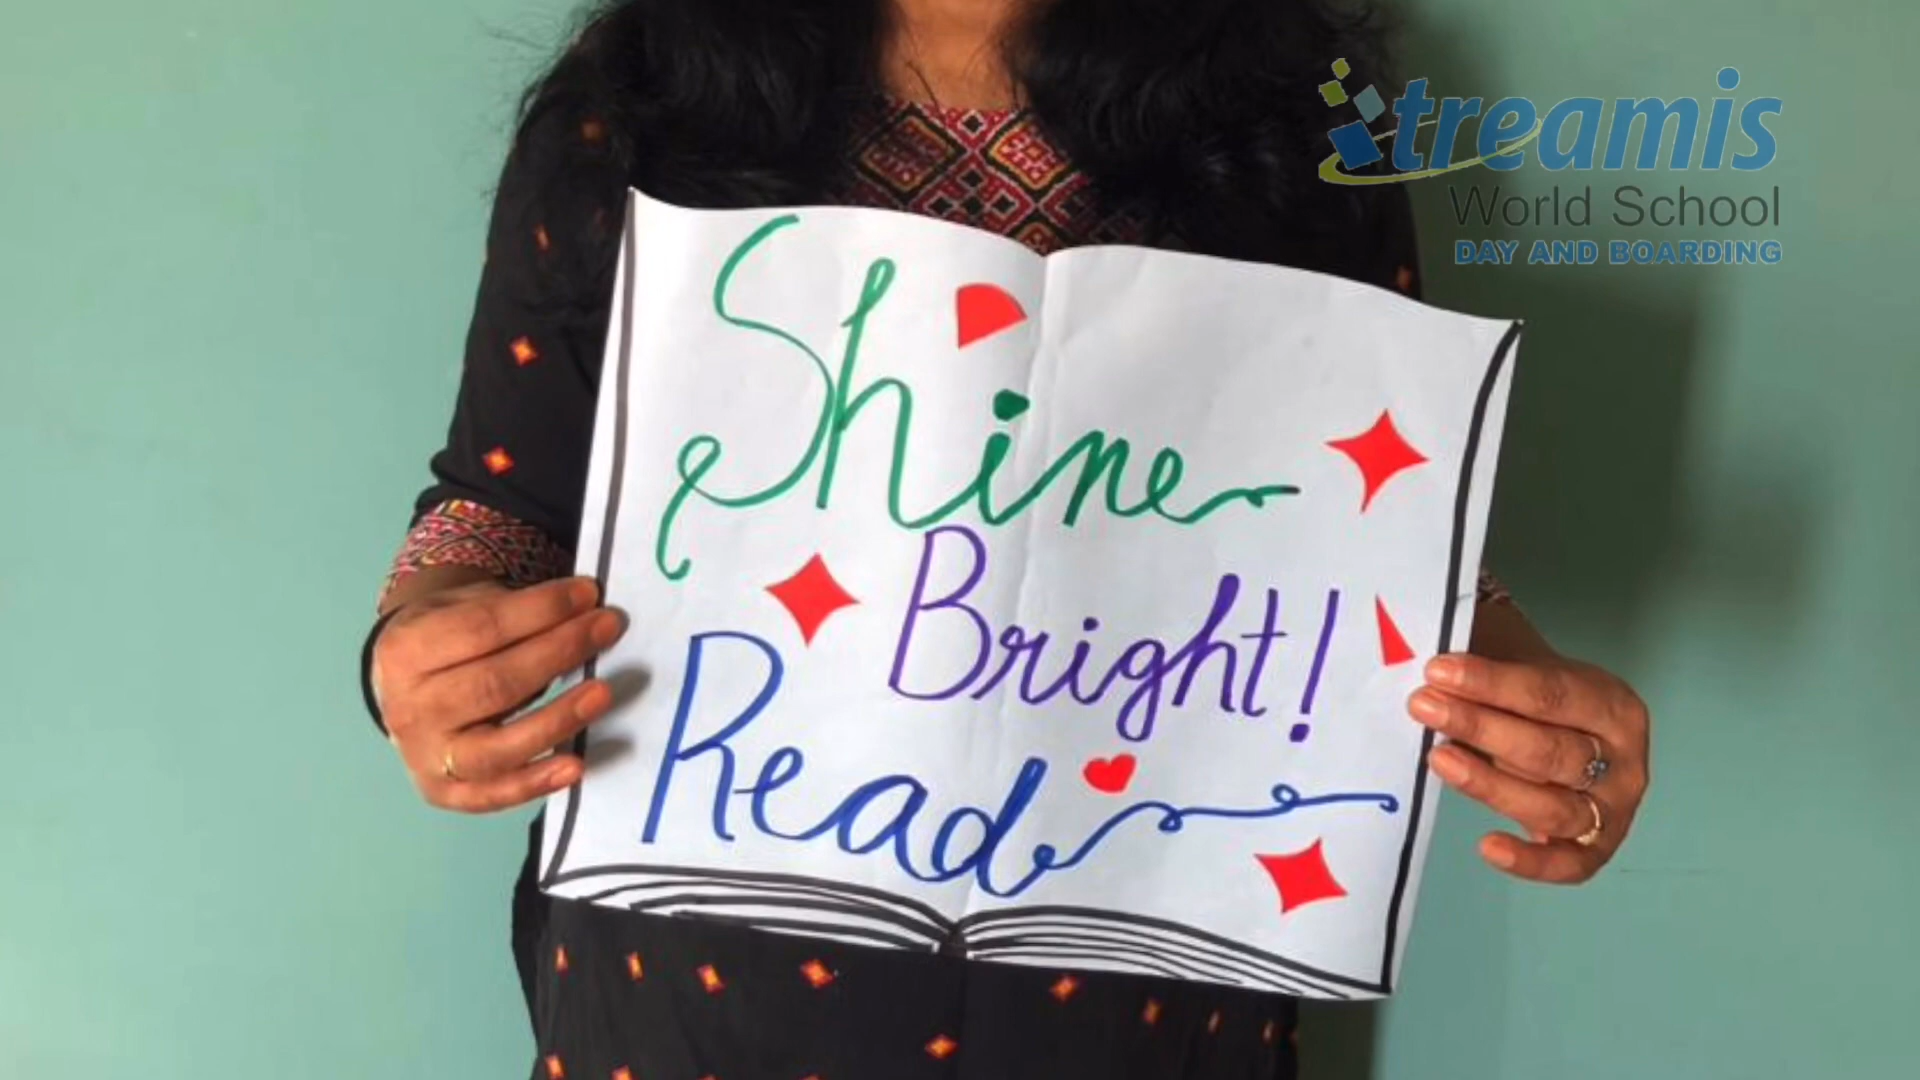 treamis
World School
DAY AND BOARDING
Shine
Bright!
Read